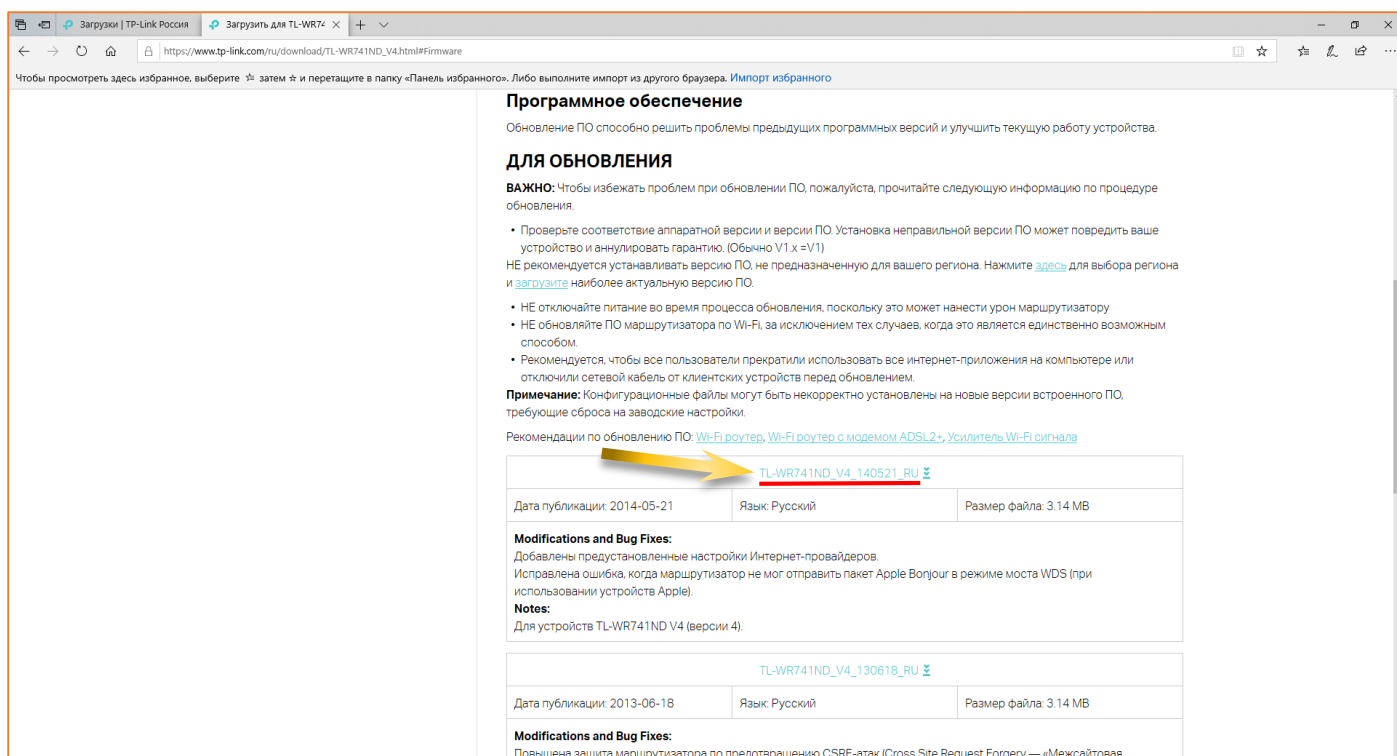 Загрузки | TP-Link Россия
Загрузить для TL-WR74
https://www.tp-link.com/ru/download/TL-WR741ND_V4.html#Firmware
Чтобы просмотреть здесь избранное, выберите затем и перетащите в папку «Панель избранного». Либо выполните импорт из другого браузера. Импорт избранного
Программное обеспечение
Обновление ПО способно решить проблемы предыдущих программных версий и улучшить текущую работу устройства.
ДЛЯ ОБНОВЛЕНИЯ
ВАЖНО: Чтобы избежать проблем при обновлении ПО, пожалуйста, прочитайте следующую информацию по процедуре
обновления.
• Проверьте соответствие аппаратной версии и версии ПО. Установка неправильной версии ПО может повредить ваше
устройство и аннулировать гарантию. (Обычно V1.x =V1)
НЕ рекомендуется устанавливать версию ПО, не предназначенную для вашего региона. Нажмите здесь для выбора региона
и загрузите наиболее актуальную версию ПО.
• НЕ отключайте питание во время процесса обновления, поскольку это может нанести урон маршрутизатору
• НЕ обновляйте ПО маршрутизатора по Wi-Fi, за исключением тех случаев, когда это является единственно возможным
способом.
• Рекомендуется, чтобы все пользователи прекратили использовать все интернет-приложения на компьютере или
отключили сетевой кабель от клиентских устройств перед обновлением.
Примечание: Конфигурационные файлы могут быть некорректно установлены на новые версии встроенного ПО,
требующие сброса на заводские настройки.
Рекомендации по обновлению ПО: Wi-Fi роутер, Wi-Fi роутер с модемом ADSL2+, Усилитель Wi-Fi сигнала
TL-WR741ND_V4_140521_RU
Дата публикации: 2014-05-21 Язык: Русский Размер файла: 3.14 MB
Modifications and Bug Fixes:
Добавлены предустановленные настройки Интернет-провайдеров.
Исправлена ошибка, когда маршрутизатор не мог отправить пакет Apple Bonjour в режиме моста WDS (при
использовании устройств Apple).
Notes:
Для устройств TL-WR741ND V4 (версии 4).
TL-WR741ND_V4_130618_RU
Дата публикации: 2013-06-18 Язык: Русский Размер файла: 3.14 MB
Modifications and Bug Fixes:
Повышена защита маршрутизатора по предотвращению CSRF-атак (Cross Site Request Forgery — «Межсайтовая